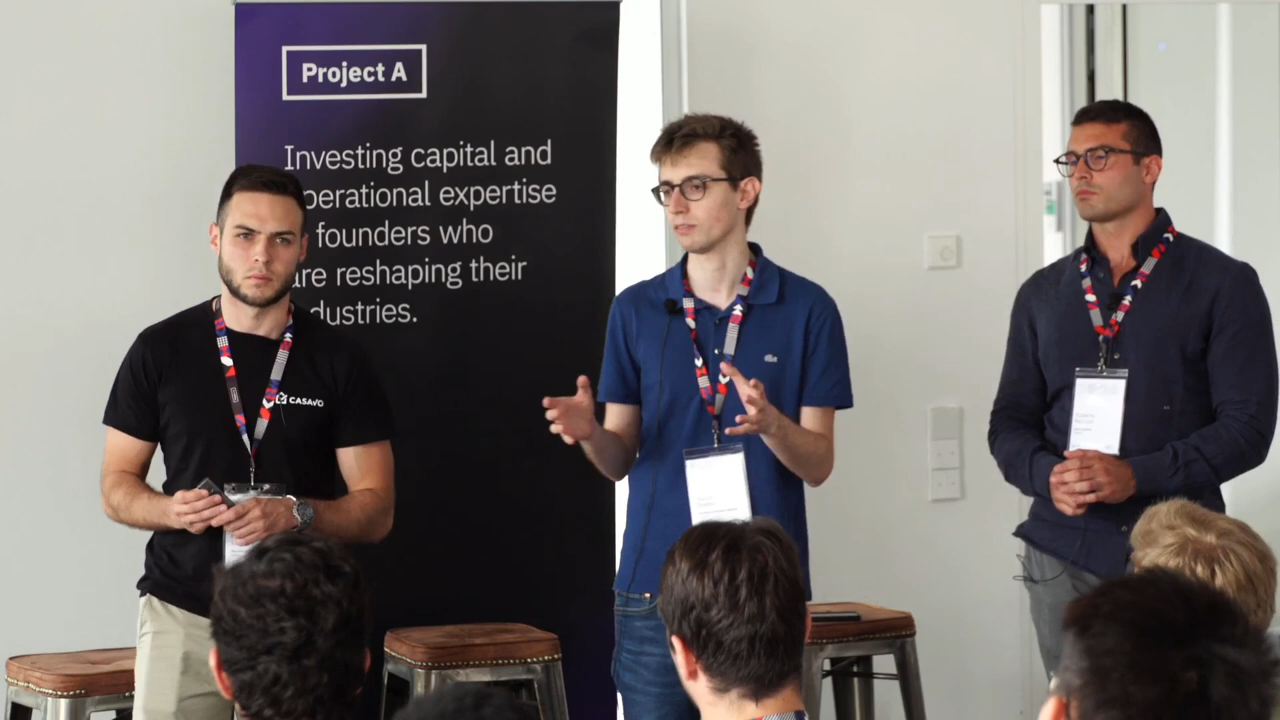 Project A
Investing capital and
perational expertise
founders who
are reshaping their
dustries.
CASAVO